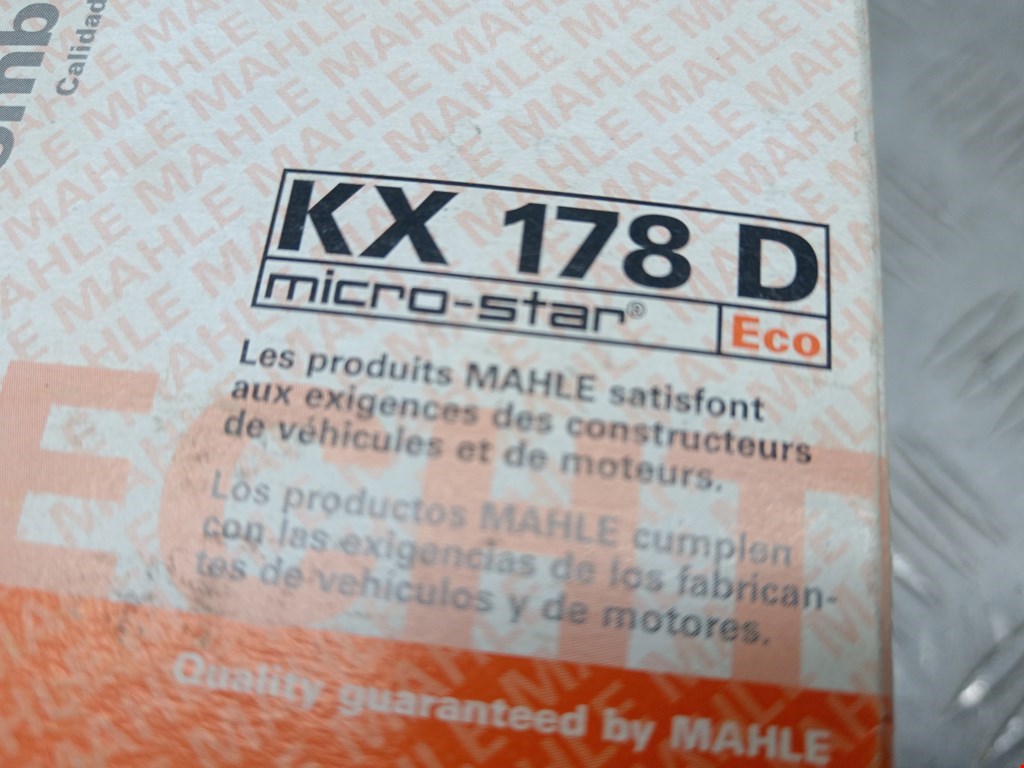 Calidad
KX 178 D
micro-star®
Eco
Les produits MAHLE satisfont
aux exigences des constructeurs
de véhicules et de moteurs.
Los productos MAHLE cumplen
con las exigencias de los fabrican-
tes de vehículos y de motores.
ECHT
Quality guaranteed by MAHLE